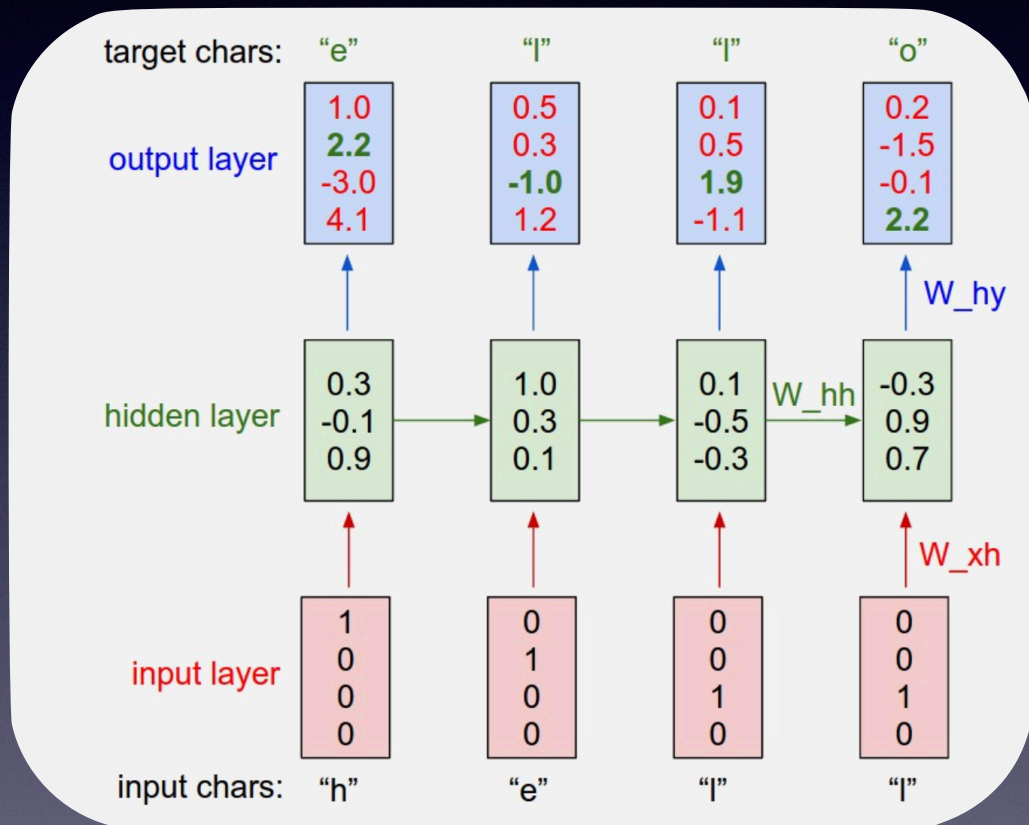 target chars: “e” “l” “l” “o”
output layer
1.0 0.5 0.1 0.2
2.2 0.3 0.5 -1.5
-3.0 -1.0 1.9 -0.1
4.1 1.2 -1.1 2.2
W_hy
hidden layer
0.3 1.0 0.1 -0.3
-0.1 0.3 -0.5 0.9
0.9 0.1 -0.3 0.7
W_hh
W_xh
input layer
1 0 0 0
0 1 0 0
0 0 1 1
0 0 0 0
input chars: “h” “e” “l” “l”